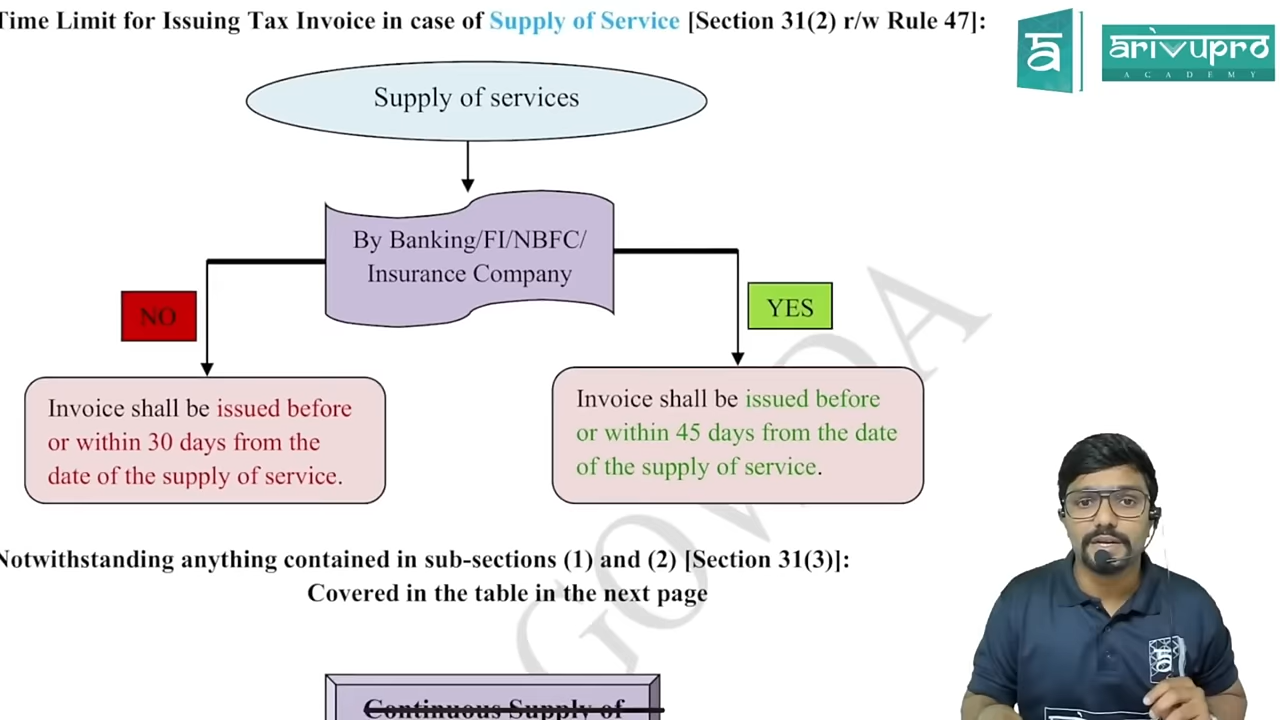 Time Limit for Issuing Tax Invoice in case of Supply of Service [Section 31(2) r/w Rule 47]:
arivupro
ACADEMY
Supply of services
By Banking/FI/NBFC/
Insurance Company
NO
YES
Invoice shall be issued before
or within 30 days from the
date of the supply of service.
Invoice shall be issued before
or within 45 days from the date
of the supply of service.
Notwithstanding anything contained in sub-sections (1) and (2) [Section 31(3)]:
Covered in the table in the next page
Continuous Supply of